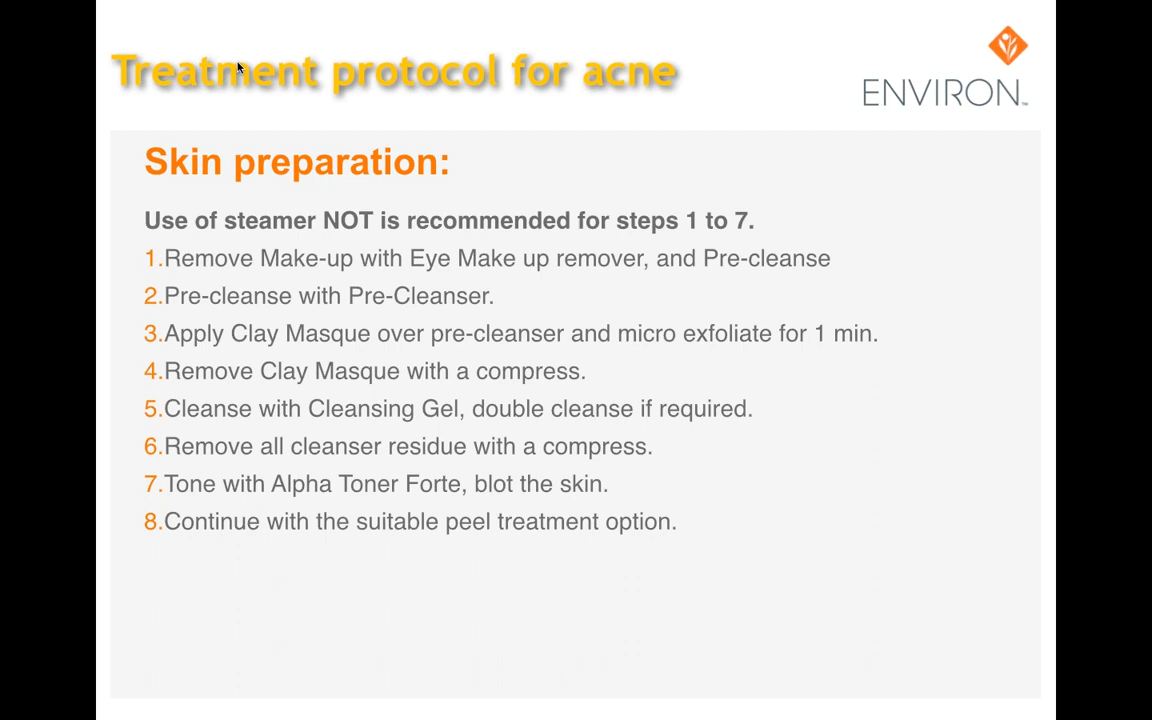 Treatment protocol for acne
ENVIRON™
Skin preparation:
Use of steamer NOT is recommended for steps 1 to 7.
1.Remove Make-up with Eye Make up remover, and Pre-cleanse
2.Pre-cleanse with Pre-Cleanser.
3.Apply Clay Masque over pre-cleanser and micro exfoliate for 1 min.
4.Remove Clay Masque with a compress.
5.Cleanse with Cleansing Gel, double cleanse if required.
6.Remove all cleanser residue with a compress.
7.Tone with Alpha Toner Forte, blot the skin.
8.Continue with the suitable peel treatment option.